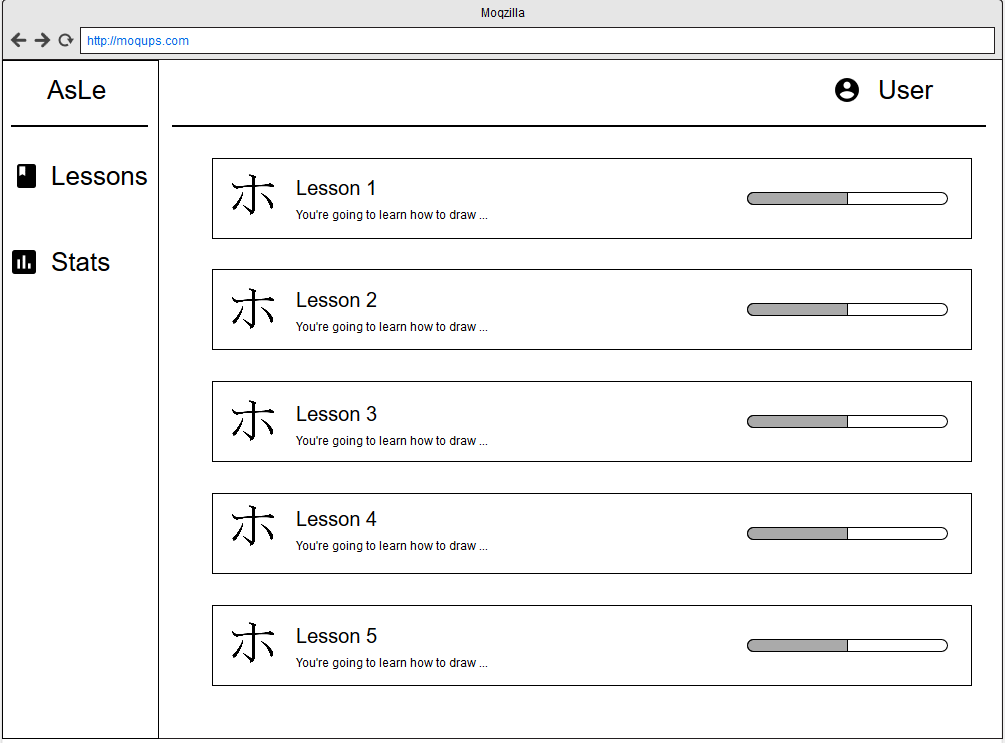 Moqzilla
http://moqups.com
AsLe
User
Lessons
Stats
ホ
Lesson 1
You're going to learn how to draw ...
ホ
Lesson 2
You're going to learn how to draw ...
ホ
Lesson 3
You're going to learn how to draw ...
ホ
Lesson 4
You're going to learn how to draw ...
ホ
Lesson 5
You're going to learn how to draw ...